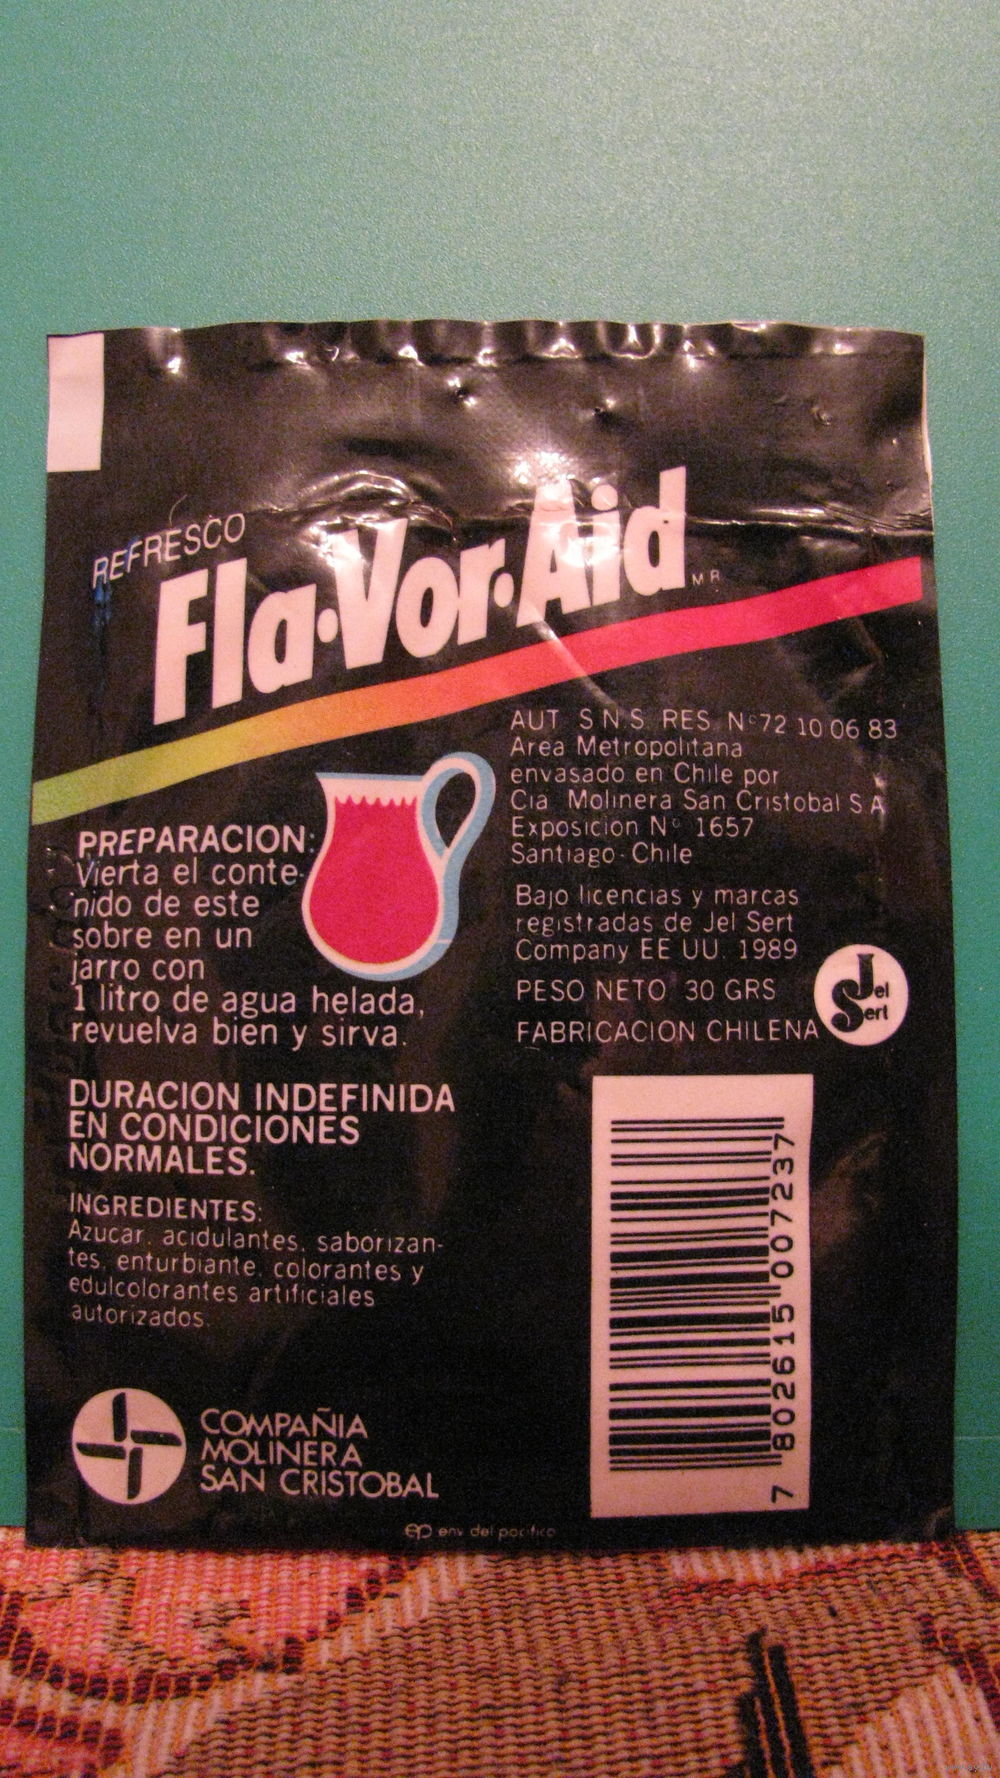 REFRESCO
Fla·Vor·Aid MR
AUT S N S. RES. Nº72 10 06 83
Area Metropolitana
envasado en Chile por
Cia Molinera San Cristobal S A
Exposicion Nº 1657
Santiago - Chile
Bajo licencias y marcas
registradas de Jel Sert
Company EE UU. 1989
PESO NETO 30 GRS
FABRICACION CHILENA
Jel
Sert
PREPARACION:
Vierta el conte-
nido de este
sobre en un
jarro con
1 litro de agua helada,
revuelva bien y sirva.
DURACION INDEFINIDA
EN CONDICIONES
NORMALES.
INGREDIENTES:
Azucar, acidulantes, saborizan-
tes, enturbiante, colorantes y
edulcolorantes artificiales
autorizados.
7 802615 007237
COMPAÑIA
MOLINERA
SAN CRISTOBAL
ep env del pacifico